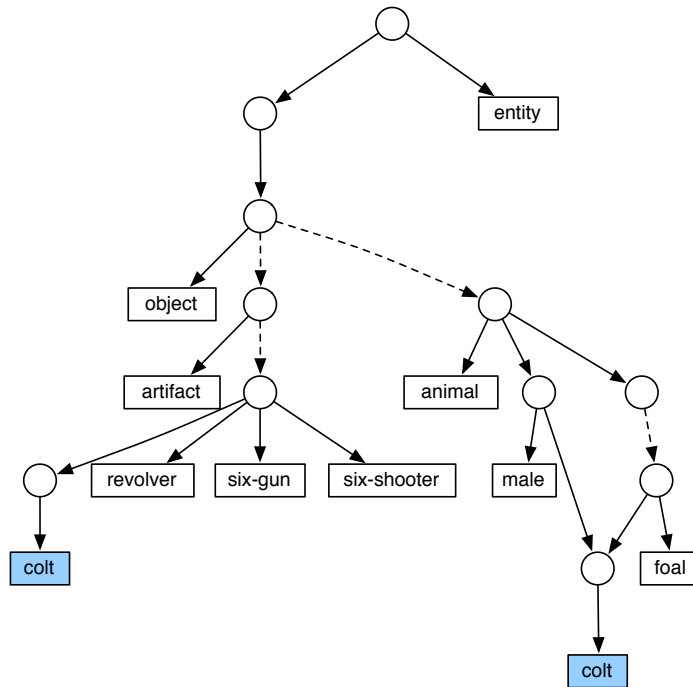 entity
object
artifact
animal
revolver
six-gun
six-shooter
male
colt
foal
colt